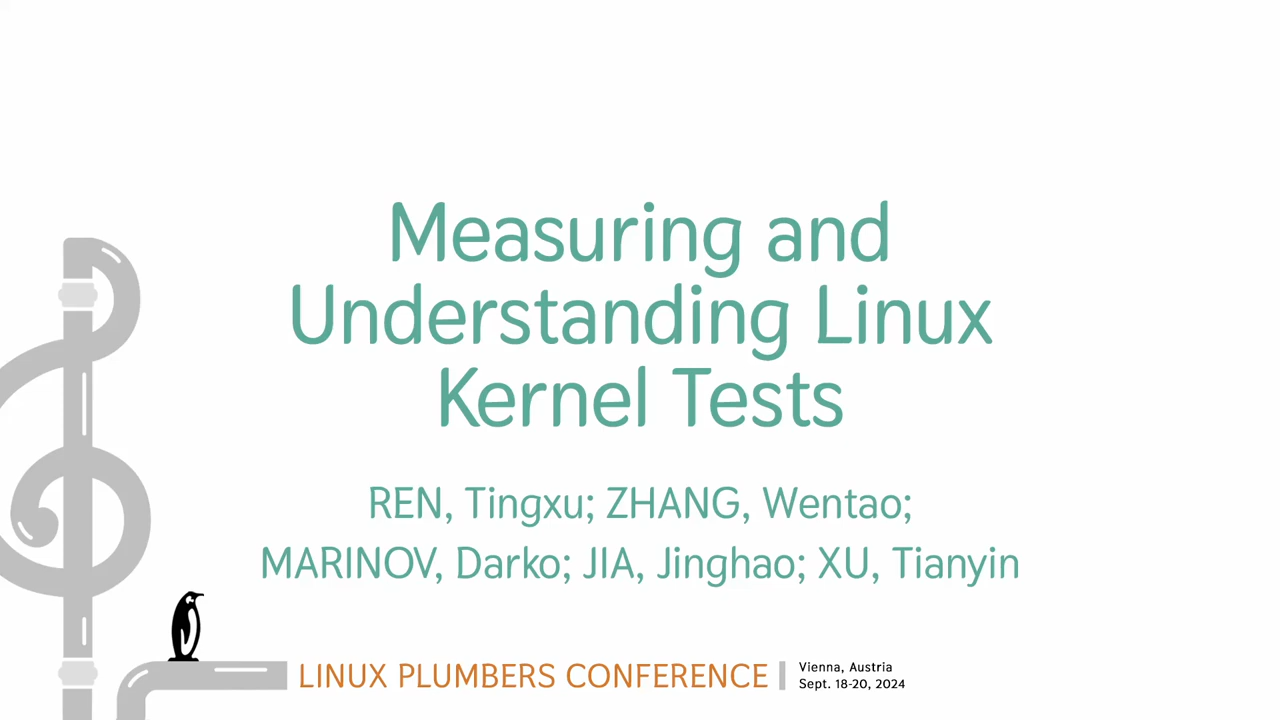 Measuring and
Understanding Linux
Kernel Tests
REN, Tingxu; ZHANG, Wentao;
MARINOV, Darko; JIA, Jinghao; XU, Tianyin
LINUX PLUMBERS CONFERENCE
Vienna, Austria
Sept. 18-20, 2024